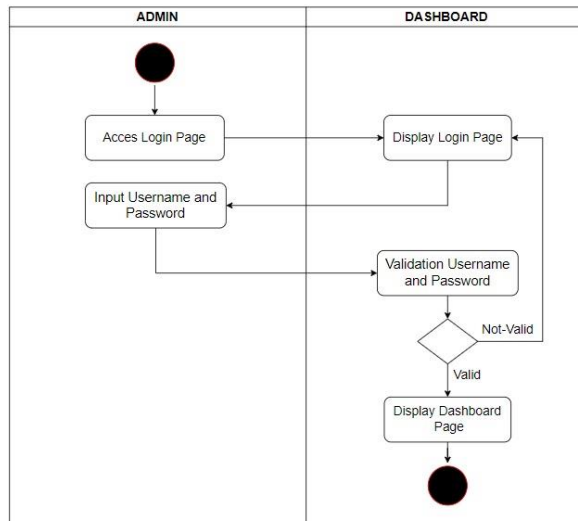 ADMIN
DASHBOARD
Acces Login Page
Display Login Page
Input Username and
Password
Validation Username
and Password
Not-Valid
Valid
Display Dashboard
Page